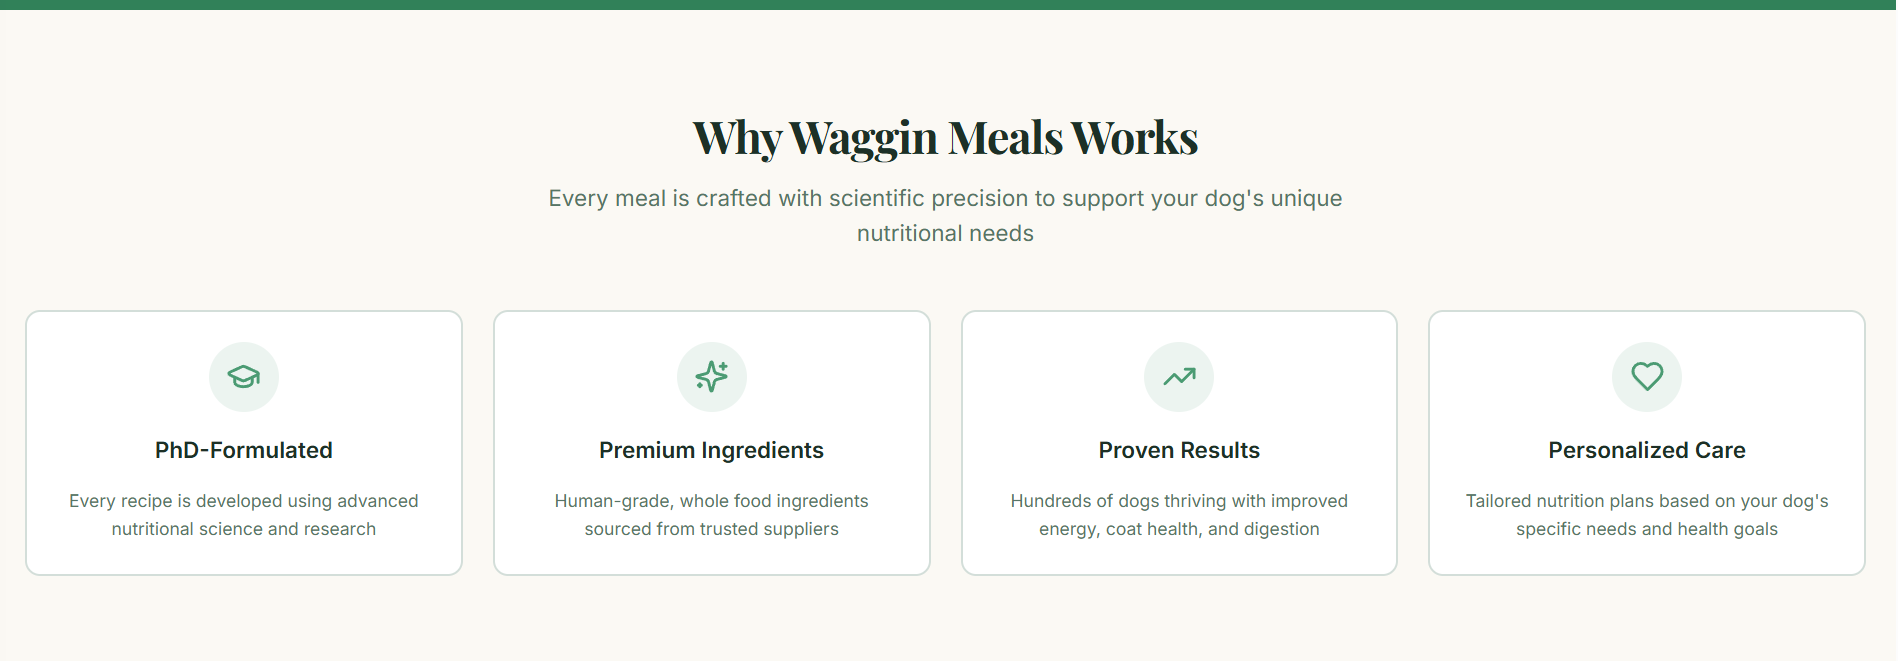 Why Waggin Meals Works
Every meal is crafted with scientific precision to support your dog's unique
nutritional needs
PhD-Formulated
Every recipe is developed using advanced
nutritional science and research
Premium Ingredients
Human-grade, whole food ingredients
sourced from trusted suppliers
Proven Results
Hundreds of dogs thriving with improved
energy, coat health, and digestion
Personalized Care
Tailored nutrition plans based on your dog's
specific needs and health goals